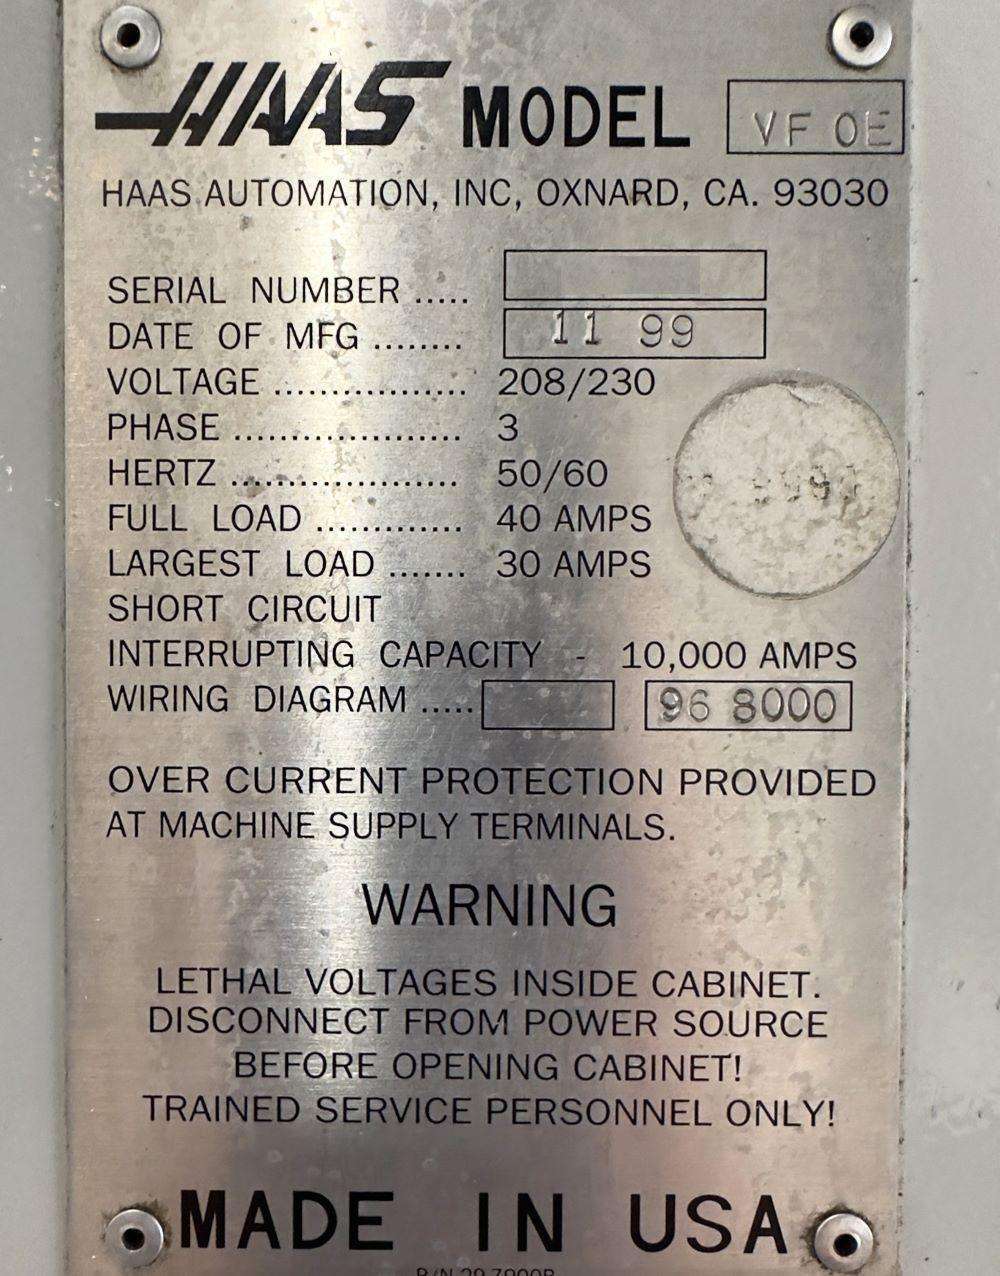 HAAS MODEL VF 0E
HAAS AUTOMATION, INC, OXNARD, CA. 93030
SERIAL NUMBER .....
DATE OF MFG ........ 11 99
VOLTAGE ................. 208/230
PHASE .................... 3
HERTZ .................... 50/60
FULL LOAD ............. 40 AMPS
LARGEST LOAD ....... 30 AMPS
SHORT CIRCUIT
INTERRUPTING CAPACITY - 10,000 AMPS
WIRING DIAGRAM ..... 96 8000
OVER CURRENT PROTECTION PROVIDED
AT MACHINE SUPPLY TERMINALS.
WARNING
LETHAL VOLTAGES INSIDE CABINET.
DISCONNECT FROM POWER SOURCE
BEFORE OPENING CABINET!
TRAINED SERVICE PERSONNEL ONLY!
MADE IN USA